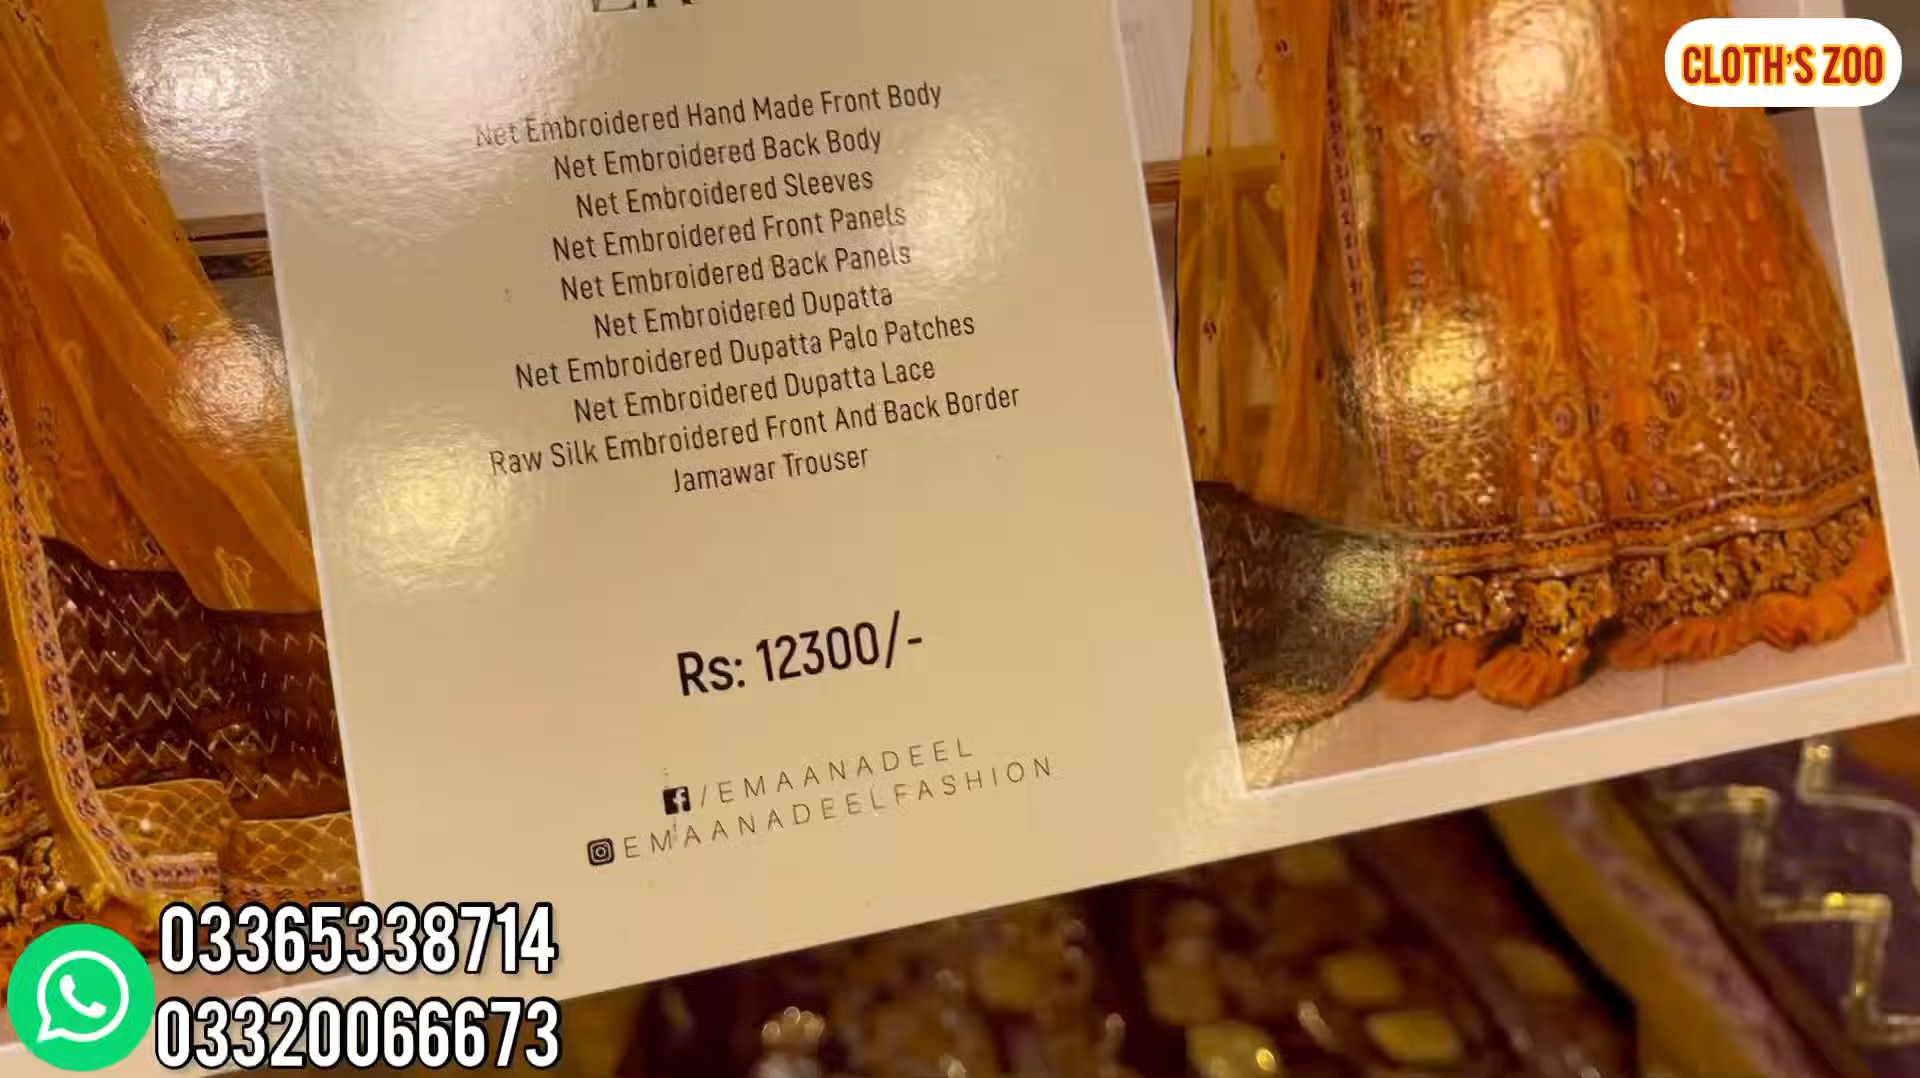 CLOTH'S ZOO
Net Embroidered Hand Made Front Body
Net Embroidered Back Body
Net Embroidered Sleeves
Net Embroidered Front Panels
Net Embroidered Back Panels
Net Embroidered Dupatta
Net Embroidered Dupatta Palo Patches
Net Embroidered Dupatta Lace
Raw Silk Embroidered Front And Back Border
Jamawar Trouser
Rs: 12300/-
/EMAANADEEL
EMAANADEELFASHION
03365338714
03320066673